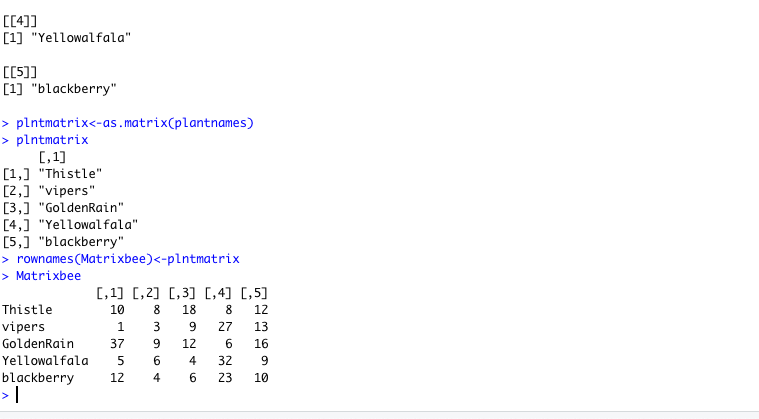 [[4]]
[1] "Yellowalfala"

[[5]]
[1] "blackberry"

> plntmatrix<-as.matrix(plantnames)
> plntmatrix
     [,1]
[1,] "Thistle"
[2,] "vipers"
[3,] "GoldenRain"
[4,] "Yellowalfala"
[5,] "blackberry"
> rownames(Matrixbee)<-plntmatrix
> Matrixbee
             [,1] [,2] [,3] [,4] [,5]
Thistle        10    8   18    8   12
vipers          1    3    9   27   13
GoldenRain     37    9   12    6   16
Yellowalfala    5    6    4   32    9
blackberry     12    4    6   23   10
>